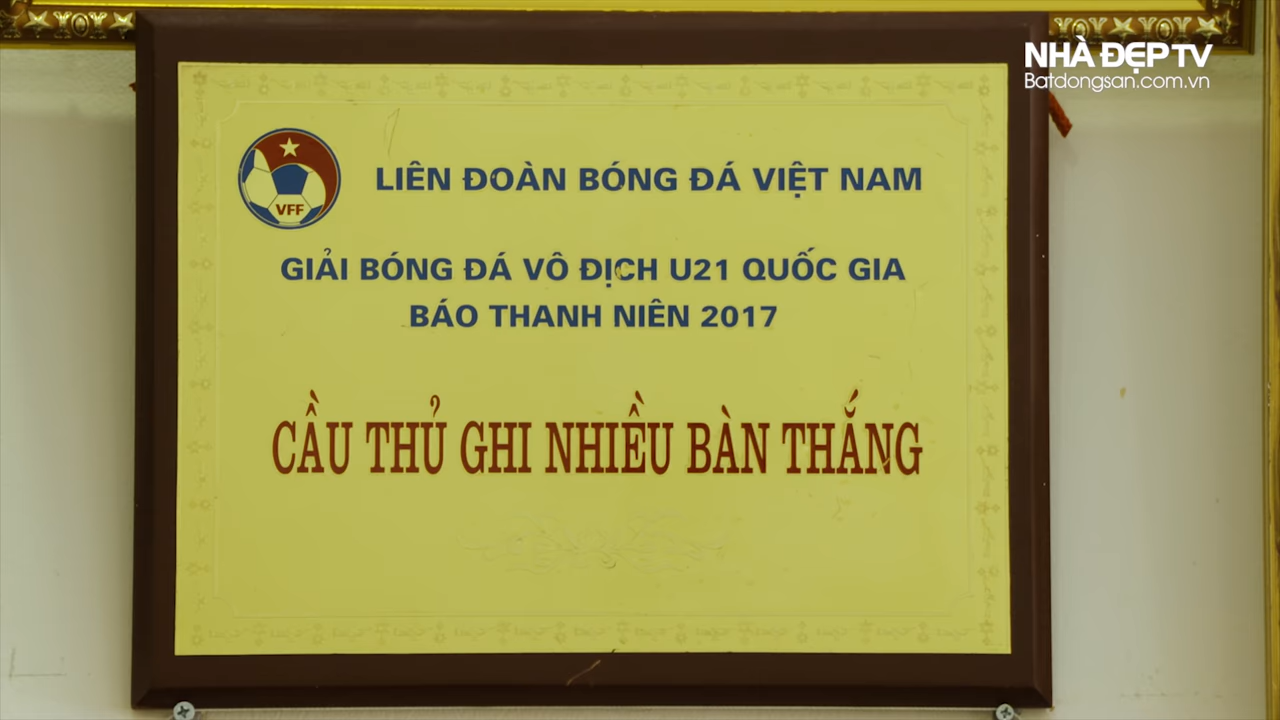 NHÀ ĐẸP TV
BATDONGSAN.COM.VN
VFF
LIÊN ĐOÀN BÓNG ĐÁ VIỆT NAM
GIẢI BÓNG ĐÁ VÔ ĐỊCH U21 QUỐC GIA
BÁO THANH NIÊN 2017
CẦU THỦ GHI NHIỀU BÀN THẮNG